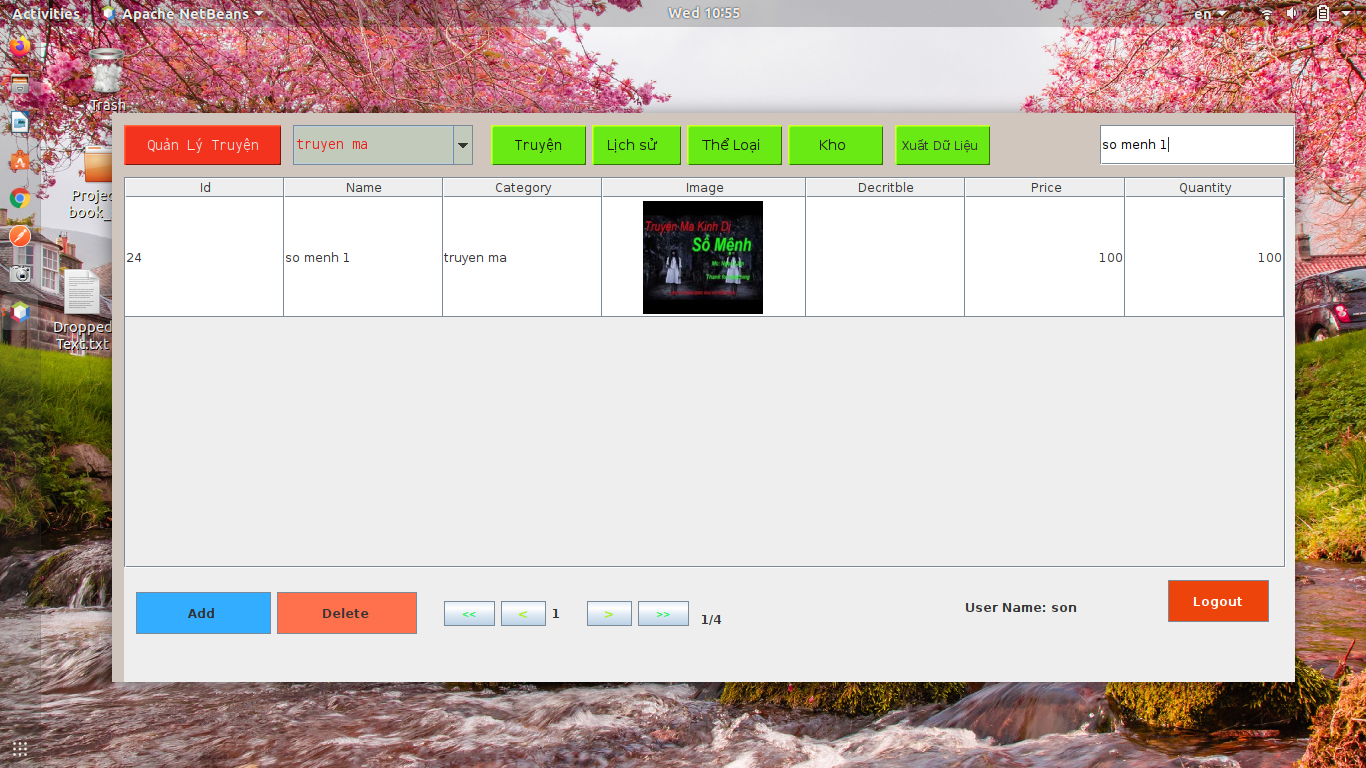 Activities
Apache NetBeans
Wed 10:55
en
Trash
Projec
book_
Dropped
Text.txt
Quản Lý Truyện
truyen ma
Truyện
Lịch sử
Thể Loại
Kho
Xuất Dữ Liệu
so menh 1
Id
Name
Category
Image
Decritble
Price
Quantity
24
so menh 1
truyen ma
Truyện Ma Kinh Dị
Số Mệnh
100
100
Add
Delete
<<
<
1
>
>>
1/4
User Name: son
Logout